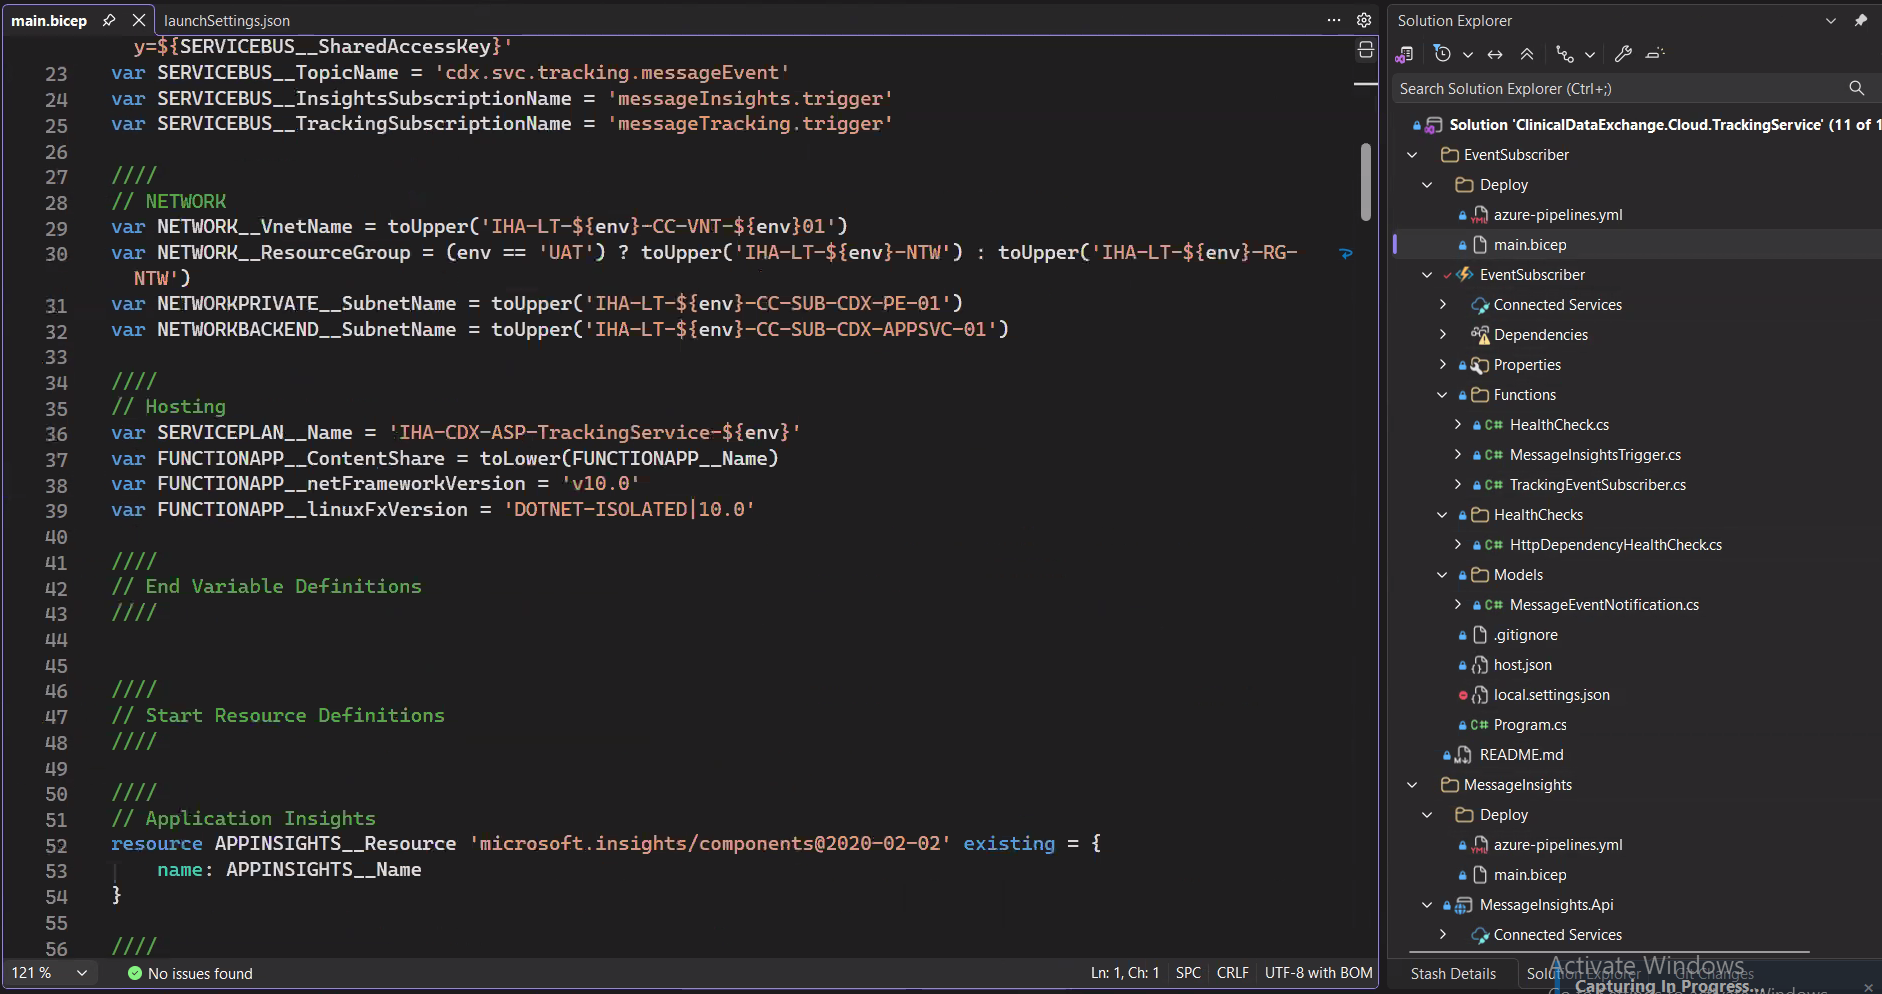 main.bicep
launchSettings.json
y=${SERVICEBUS__SharedAccessKey}'
23 var SERVICEBUS__TopicName = 'cdx.svc.tracking.messageEvent'
24 var SERVICEBUS__InsightsSubscriptionName = 'messageInsights.trigger'
25 var SERVICEBUS__TrackingSubscriptionName = 'messageTracking.trigger'
26
27 ////
28 // NETWORK
29 var NETWORK__VnetName = toUpper('IHA-LT-${env}-CC-VNT-${env}01')
30 var NETWORK__ResourceGroup = (env == 'UAT') ? toUpper('IHA-LT-${env}-NTW') : toUpper('IHA-LT-${env}-RG-
NTW')
31 var NETWORKPRIVATE__SubnetName = toUpper('IHA-LT-${env}-CC-SUB-CDX-PE-01')
32 var NETWORKBACKEND__SubnetName = toUpper('IHA-LT-${env}-CC-SUB-CDX-APPSVC-01')
33
34 ////
35 // Hosting
36 var SERVICEPLAN__Name = 'IHA-CDX-ASP-TrackingService-${env}'
37 var FUNCTIONAPP__ContentShare = toLower(FUNCTIONAPP__Name)
38 var FUNCTIONAPP__netFrameworkVersion = 'v10.0'
39 var FUNCTIONAPP__linuxFxVersion = 'DOTNET-ISOLATED|10.0'
40
41 ////
42 // End Variable Definitions
43 ////
44
45
46 ////
47 // Start Resource Definitions
48 ////
49
50 ////
51 // Application Insights
52 resource APPINSIGHTS__Resource 'microsoft.insights/components@2020-02-02' existing = {
53 name: APPINSIGHTS__Name
54 }
55
56 ////
121 %
No issues found
Ln: 1, Ch: 1 SPC CRLF UTF-8 with BOM
Solution Explorer
Search Solution Explorer (Ctrl+;)
Solution 'ClinicalDataExchange.Cloud.TrackingService' (11 of 1
EventSubscriber
Deploy
YML azure-pipelines.yml
main.bicep
EventSubscriber
Connected Services
Dependencies
Properties
Functions
C# HealthCheck.cs
C# MessageInsightsTrigger.cs
C# TrackingEventSubscriber.cs
HealthChecks
C# HttpDependencyHealthCheck.cs
Models
C# MessageEventNotification.cs
.gitignore
host.json
local.settings.json
C# Program.cs
README.md
MessageInsights
Deploy
YML azure-pipelines.yml
main.bicep
MessageInsights.Api
Connected Services
Stash Details
Solution Explorer
Git Changes
Activate Windows
Capturing In Progress...